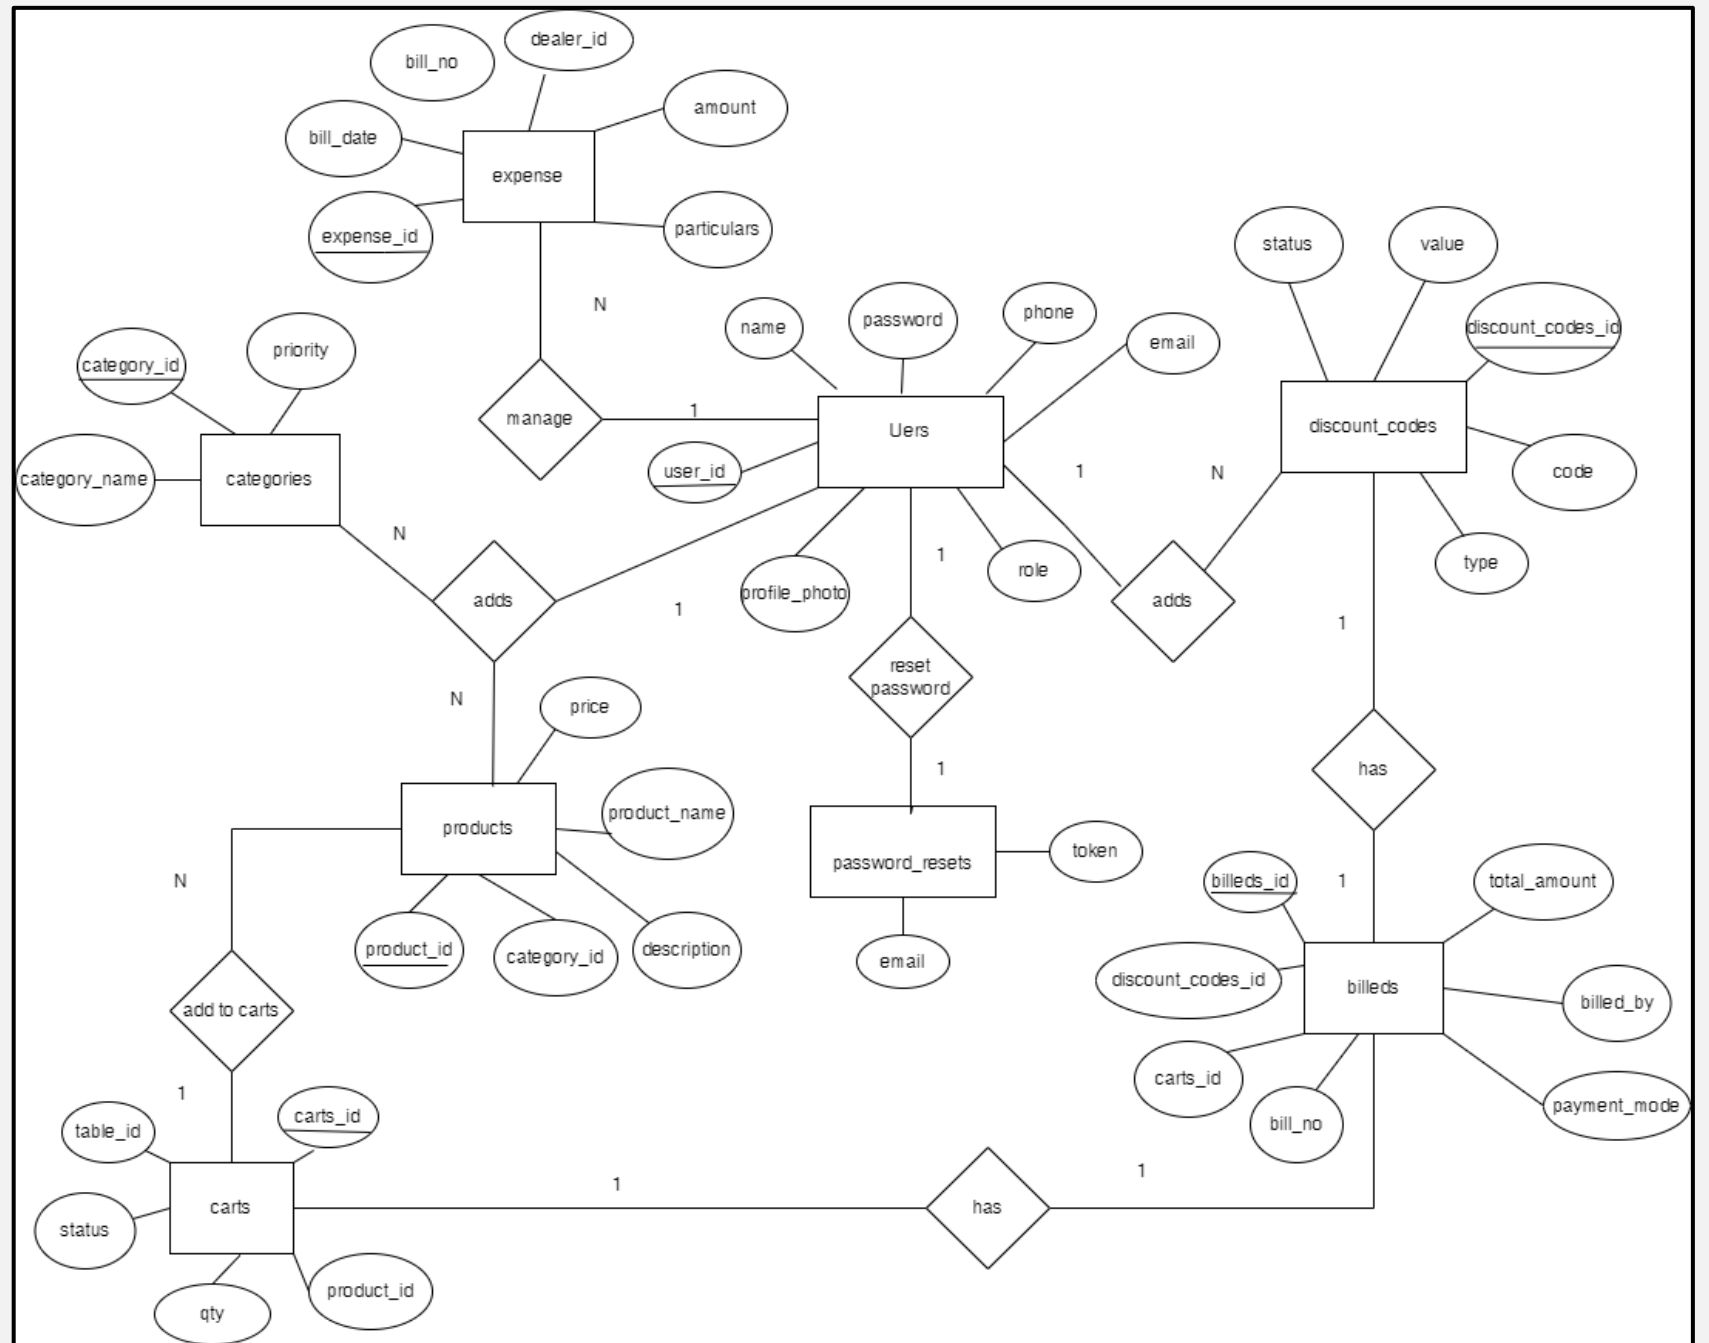 dealer_id
bill_no
amount
bill_date
expense
particulars
expense_id
status
value
N
name
password
phone
email
discount_codes_id
category_id
priority
manage
1
Uers
discount_codes
category_name
categories
user_id
1
N
code
N
1
role
type
profile_photo
adds
1
adds
1
reset
password
N
price
1
has
product_name
products
token
password_resets
N
billeds_id
1
total_amount
product_id
category_id
description
email
discount_codes_id
billeds
billed_by
add to carts
carts_id
1
carts_id
table_id
bill_no
payment_mode
1
1
carts
has
status
product_id
qty